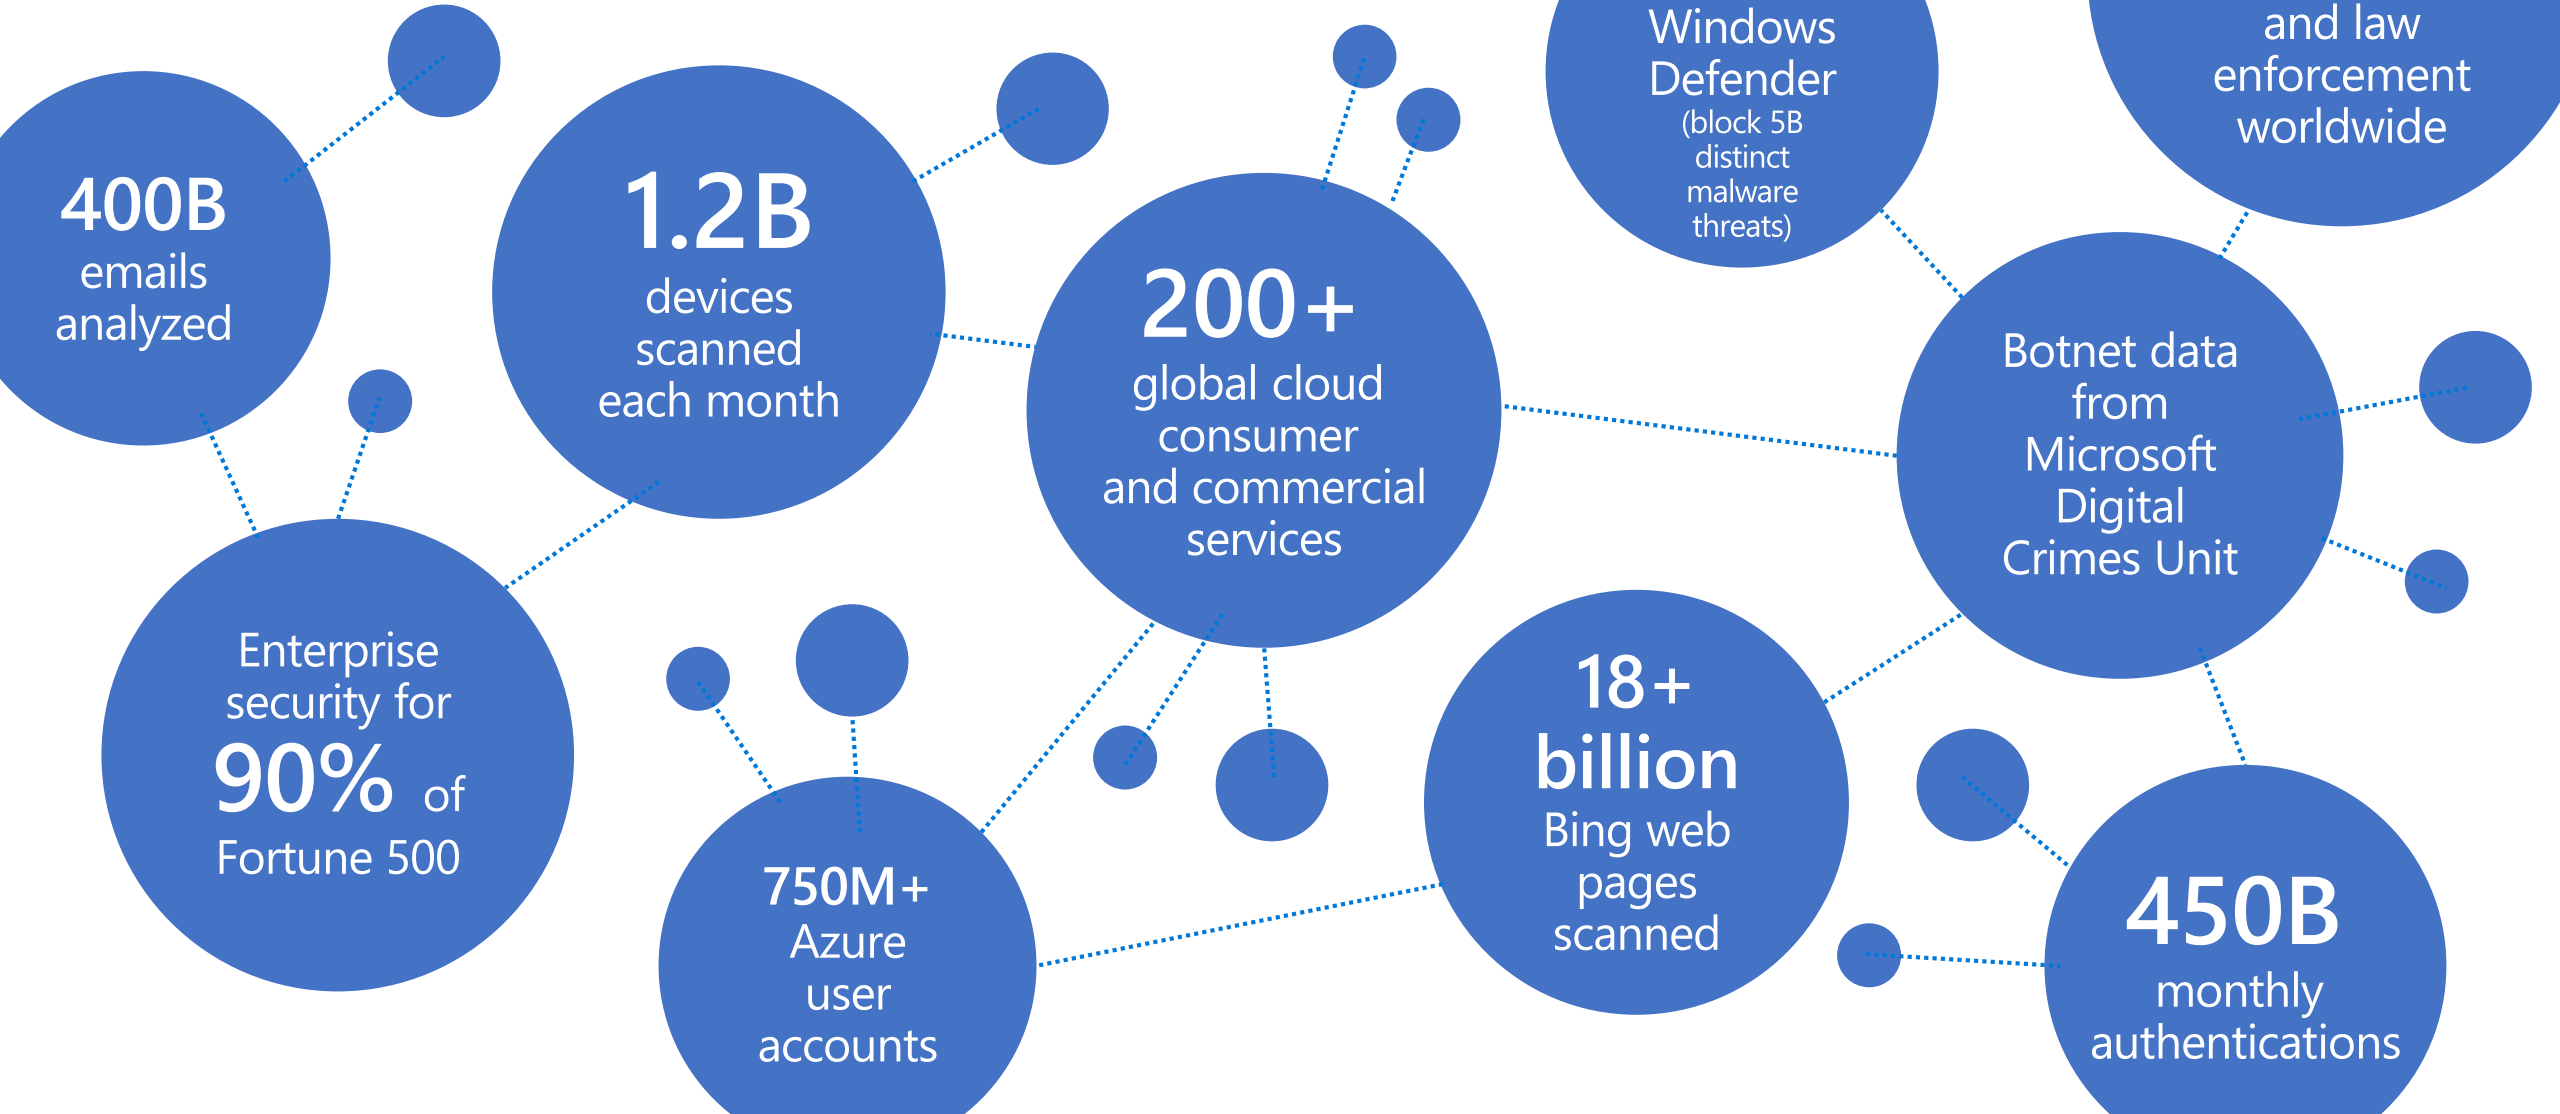 400B
emails
analyzed
1.2B
devices
scanned
each month
200+
global cloud
consumer
and commercial
services
Windows
Defender
(block 5B
distinct
malware
threats)
and law
enforcement
worldwide
Botnet data
from
Microsoft
Digital
Crimes Unit
Enterprise
security for
90% of
Fortune 500
750M+
Azure
user
accounts
18+
billion
Bing web
pages
scanned
450B
monthly
authentications